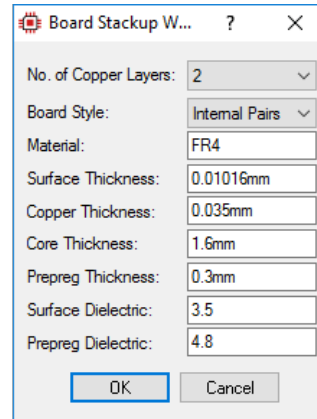 Board Stackup W... ?
No. of Copper Layers: 2
Board Style: Internal Pairs
Material: FR4
Surface Thickness: 0.01016mm
Copper Thickness: 0.035mm
Core Thickness: 1.6mm
Prepreg Thickness: 0.3mm
Surface Dielectric: 3.5
Prepreg Dielectric: 4.8
OK Cancel